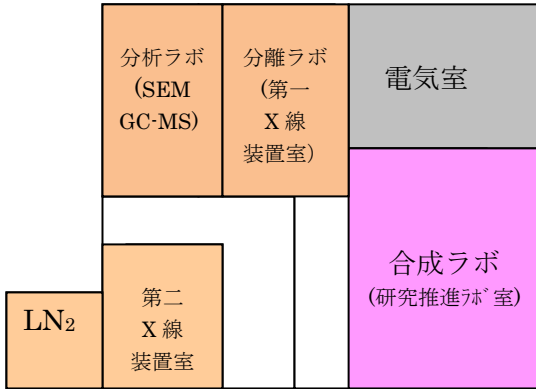 分析ラボ
(SEM
GC-MS)
分離ラボ
(第一
X 線
装置室)
電気室
合成ラボ
(研究推進ﾗﾎﾞ室)
LN₂
第二
X 線
装置室